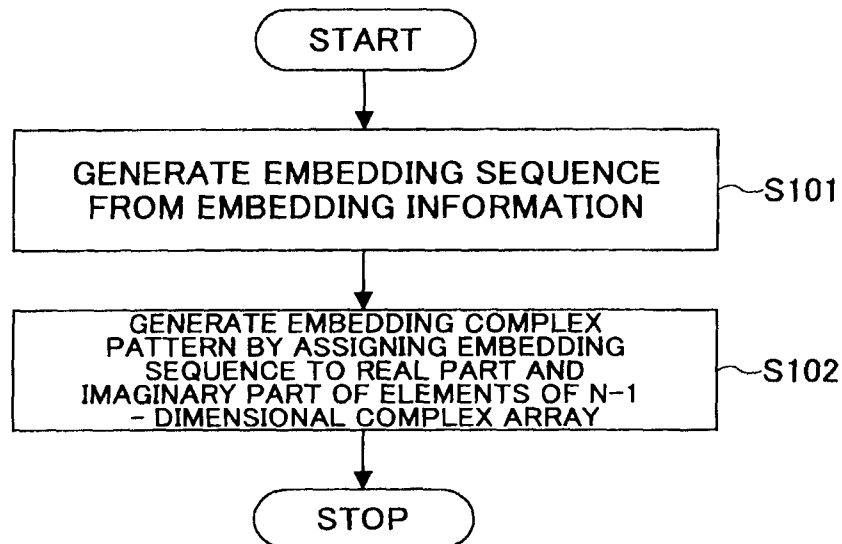 START
GENERATE EMBEDDING SEQUENCE
FROM EMBEDDING INFORMATION
S101
GENERATE EMBEDDING COMPLEX
PATTERN BY ASSIGNING EMBEDDING
SEQUENCE TO REAL PART AND
IMAGINARY PART OF ELEMENTS OF N-1
- DIMENSIONAL COMPLEX ARRAY
S102
STOP